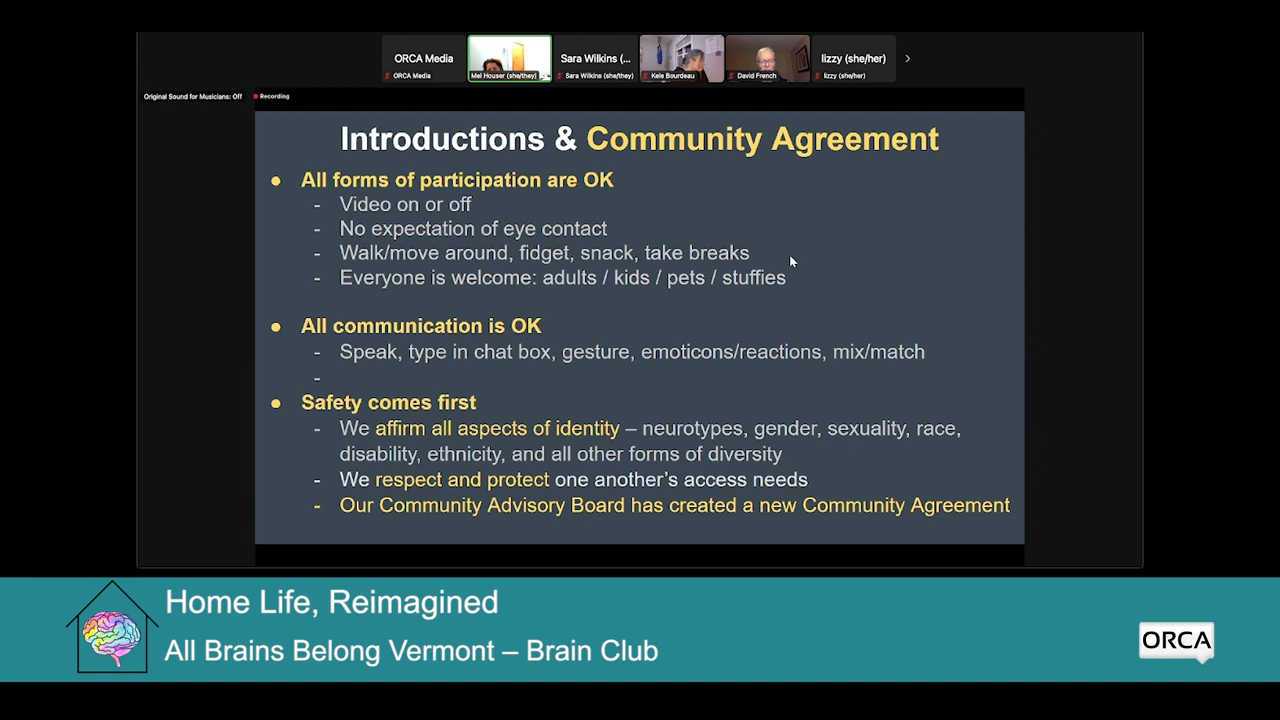 ORCA Media
Sara Wilkins (...
lizzy (she/her)
ORCA Media
Mel Houser (she/they)
Sara Wilkins (she/they)
Kela Bourdeau
David French
lizzy (she/her)
Original Sound for Musicians: Off
Recording
Introductions & Community Agreement
● All forms of participation are OK
- Video on or off
- No expectation of eye contact
- Walk/move around, fidget, snack, take breaks
- Everyone is welcome: adults / kids / pets / stuffies
● All communication is OK
- Speak, type in chat box, gesture, emoticons/reactions, mix/match
-
● Safety comes first
- We affirm all aspects of identity – neurotypes, gender, sexuality, race,
disability, ethnicity, and all other forms of diversity
- We respect and protect one another’s access needs
- Our Community Advisory Board has created a new Community Agreement
Home Life, Reimagined
All Brains Belong Vermont – Brain Club
ORCA